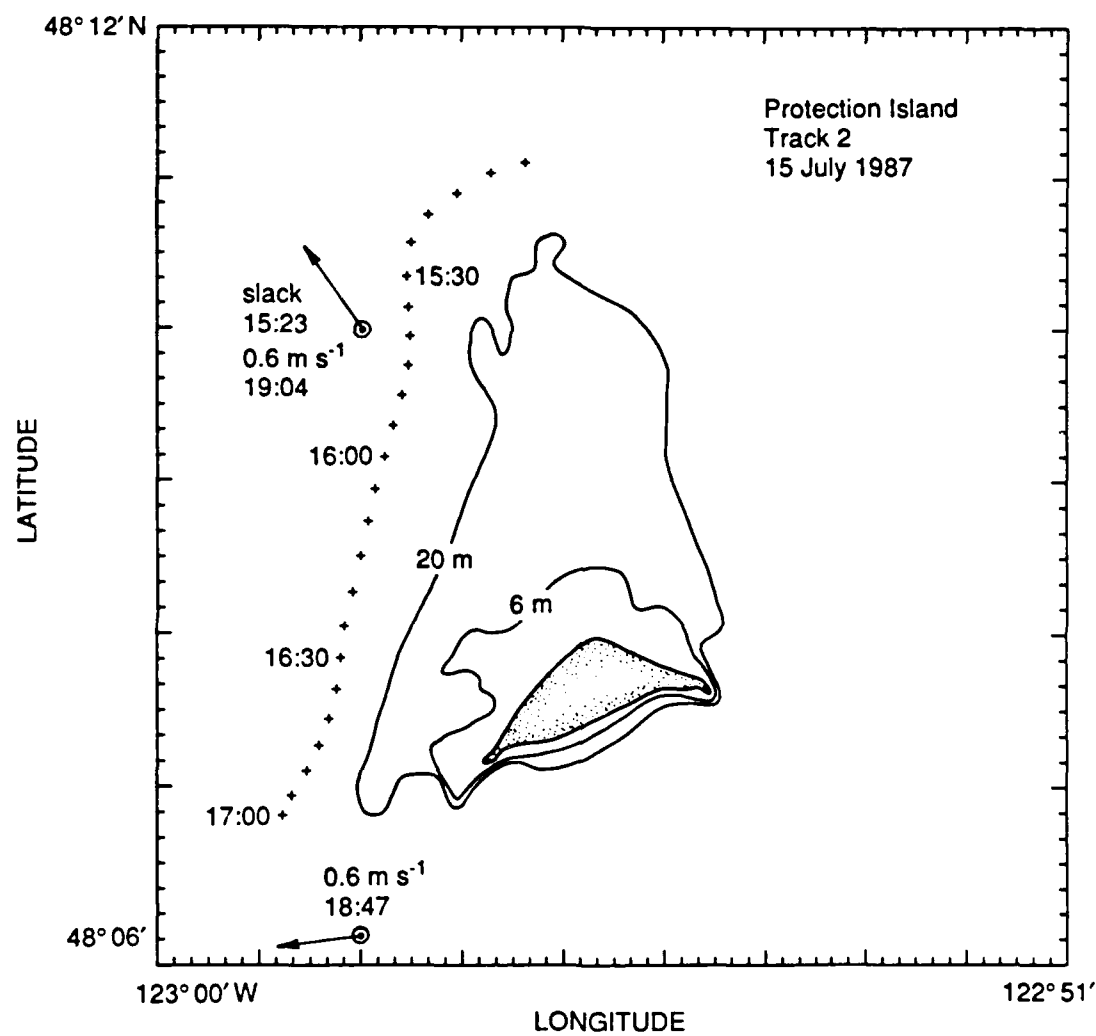 48° 12′ N
Protection Island
Track 2
15 July 1987
15:30
slack
15:23
0.6 m s⁻¹
19:04
LATITUDE
16:00
20 m
6 m
16:30
17:00
0.6 m s⁻¹
18:47
48° 06′
123° 00′ W
122° 51′
LONGITUDE